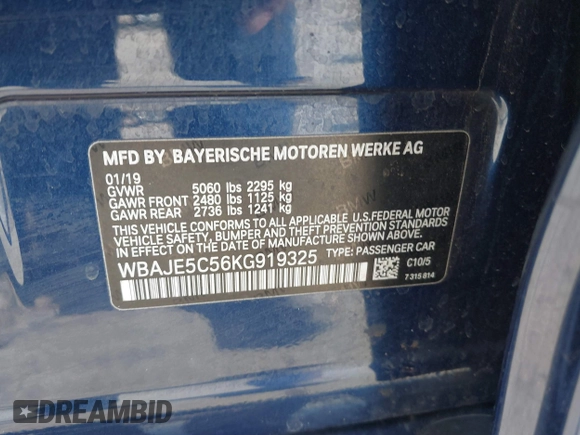 MFD BY BAYERISCHE MOTOREN WERKE AG
01/19
GVWR 5060 lbs 2295 kg
GAWR FRONT 2480 lbs 1125 kg
GAWR REAR 2736 lbs 1241 kg
THIS VEHICLE CONFORMS TO ALL APPLICABLE U.S. FEDERAL MOTOR
VEHICLE SAFETY, BUMPER AND THEFT PREVENTION STANDARDS
IN EFFECT ON THE DATE OF MANUFACTURE SHOWN ABOVE.
WBAJE5C56KG919325 TYPE: PASSENGER CAR
C10/5
7 315 814
DREAMBID